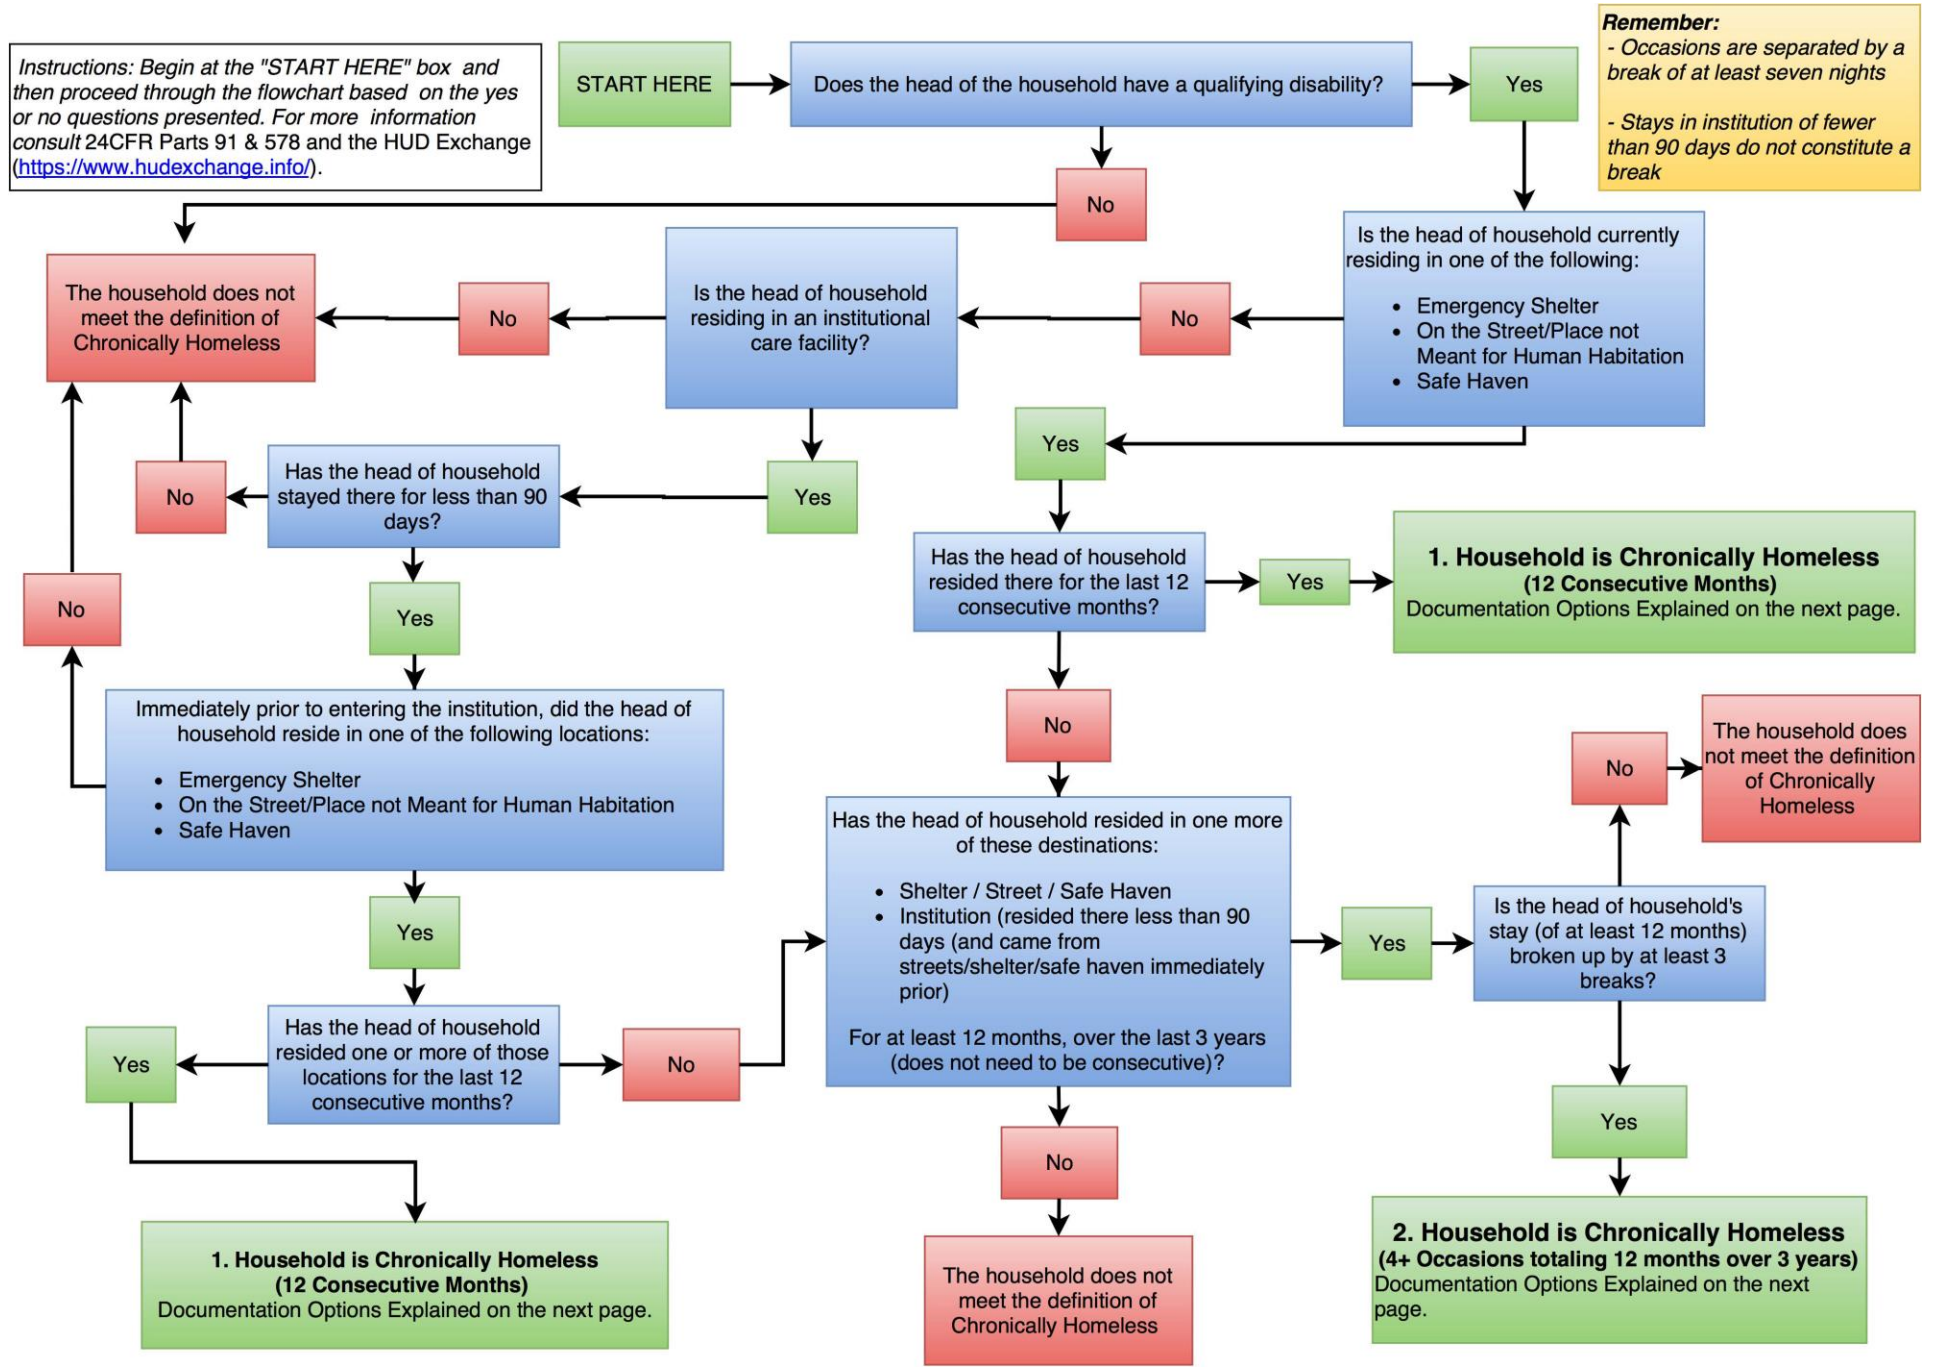 Instructions: Begin at the "START HERE" box and
then proceed through the flowchart based on the yes
or no questions presented. For more information
consult 24CFR Parts 91 & 578 and the HUD Exchange
(https://www.hudexchange.info/).
START HERE
Does the head of the household have a qualifying disability?
Yes
Remember:
- Occasions are separated by a
break of at least seven nights
- Stays in institution of fewer
than 90 days do not constitute a
break
No
The household does not
meet the definition of
Chronically Homeless
No
Is the head of household
residing in an institutional
care facility?
No
Is the head of household currently
residing in one of the following:
• Emergency Shelter
• On the Street/Place not
Meant for Human Habitation
• Safe Haven
Yes
No
Has the head of household
stayed there for less than 90
days?
Yes
No
Yes
Has the head of household
resided there for the last 12
consecutive months?
Yes
1. Household is Chronically Homeless
(12 Consecutive Months)
Documentation Options Explained on the next page.
No
Immediately prior to entering the institution, did the head of
household reside in one of the following locations:
• Emergency Shelter
• On the Street/Place not Meant for Human Habitation
• Safe Haven
No
The household does
not meet the definition
of Chronically
Homeless
Yes
Has the head of household resided in one more
of these destinations:
• Shelter / Street / Safe Haven
• Institution (resided there less than 90
days (and came from
streets/shelter/safe haven immediately
prior)
For at least 12 months, over the last 3 years
(does not need to be consecutive)?
Yes
Is the head of household's
stay (of at least 12 months)
broken up by at least 3
breaks?
Yes
Has the head of household
resided one or more of those
locations for the last 12
consecutive months?
No
Yes
No
1. Household is Chronically Homeless
(12 Consecutive Months)
Documentation Options Explained on the next page.
The household does not
meet the definition of
Chronically Homeless
2. Household is Chronically Homeless
(4+ Occasions totaling 12 months over 3 years)
Documentation Options Explained on the next
page.